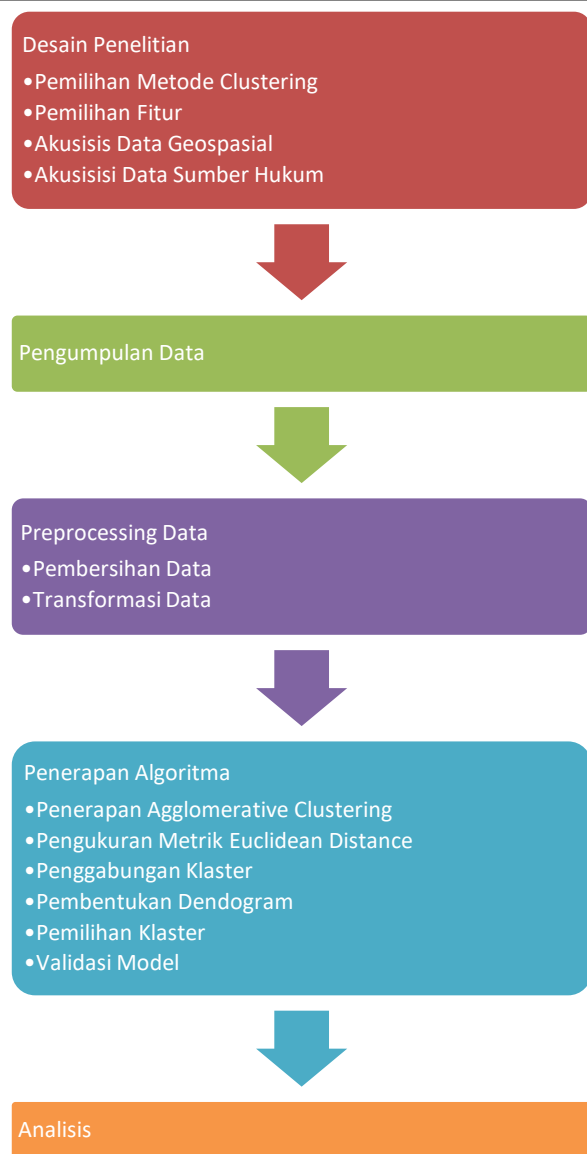 Desain Penelitian
•Pemilihan Metode Clustering
•Pemilihan Fitur
•Akusisis Data Geospasial
•Akusisisi Data Sumber Hukum
Pengumpulan Data
Preprocessing Data
•Pembersihan Data
•Transformasi Data
Penerapan Algoritma
•Penerapan Agglomerative Clustering
•Pengukuran Metrik Euclidean Distance
•Penggabungan Klaster
•Pembentukan Dendogram
•Pemilihan Klaster
•Validasi Model
Analisis